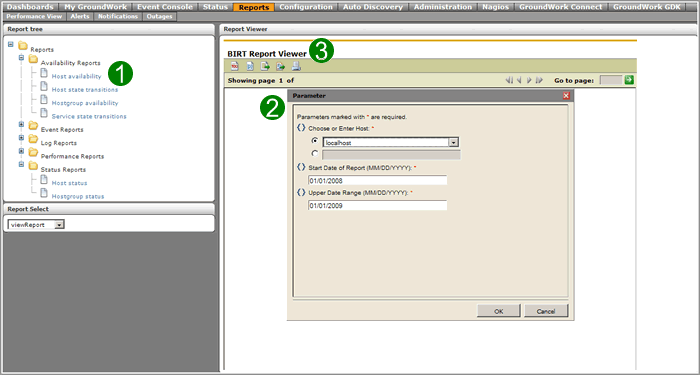 Dashboards My GroundWork Event Console Status Reports Configuration Auto Discovery Administration Nagios GroundWork Connect GroundWork GDK
Performance View Alerts Notifications Outages
Report tree
Reports
Availability Reports
Host availability
Host state transitions
Hostgroup availability
Service state transitions
Event Reports
Log Reports
Performance Reports
Status Reports
Host status
Hostgroup status
1
Report Select
viewReport
Report Viewer
BIRT Report Viewer
3
Showing page 1 of
Go to page:
2
Parameter
Parameters marked with * are required.
Choose or Enter Host: *
localhost
Start Date of Report (MM/DD/YYYY): *
01/01/2008
Upper Date Range (MM/DD/YYYY): *
01/01/2009
OK Cancel